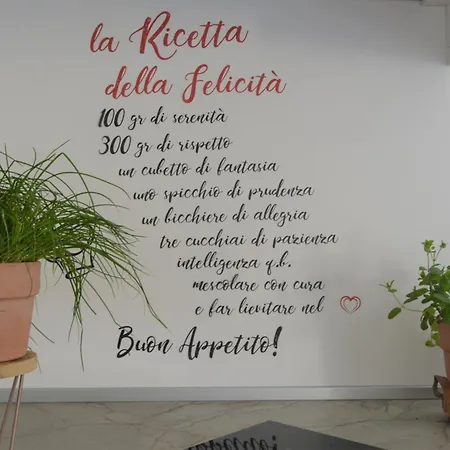 la Ricetta
della Felicità
100 gr di serenità
300 gr di rispetto
un cubetto di fantasia
uno spicchio di prudenza
un bicchiere di allegria
tre cucchiai di pazienza
intelligenza q.b.
mescolare con cura
e far lievitare nel
Buon Appetito!